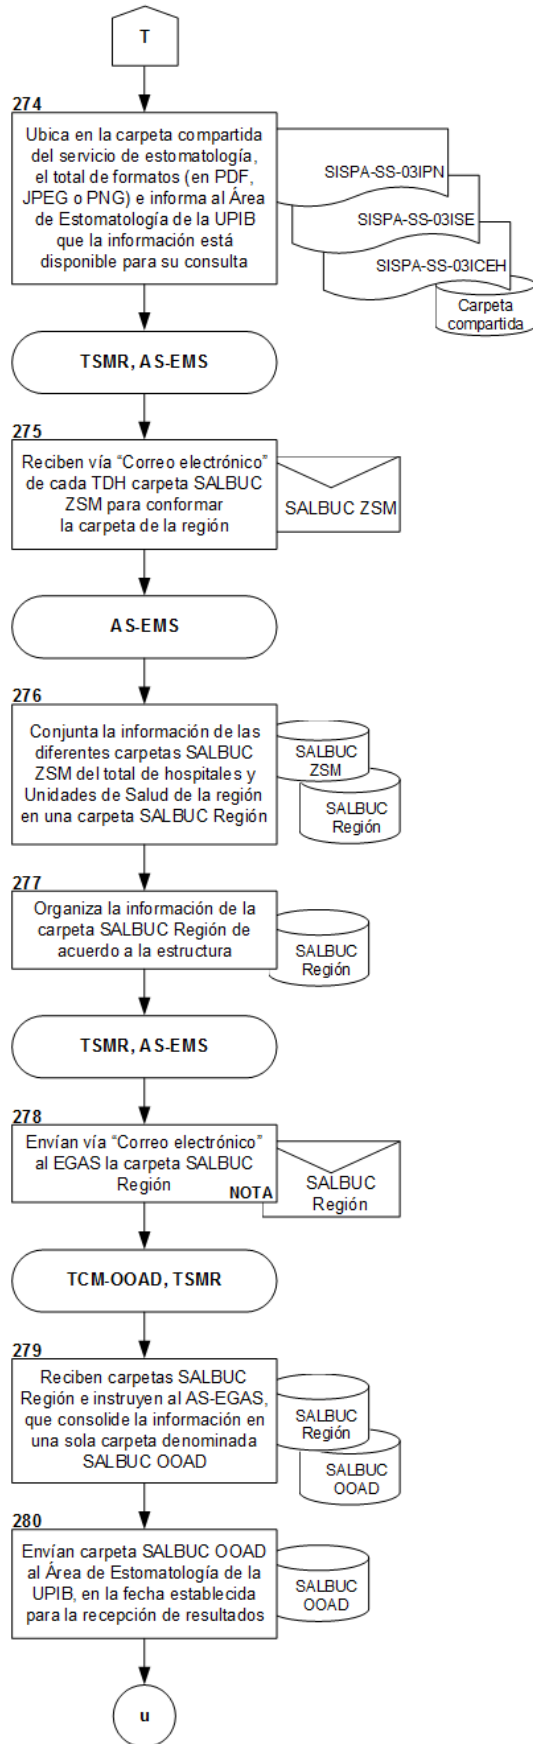 T
274
Ubica en la carpeta compartida
del servicio de estomatología,
el total de formatos (en PDF,
JPEG o PNG) e informa al Área
de Estomatología de la UPIB
que la información está
disponible para su consulta
SISPA-SS-03IPN
SISPA-SS-03ISE
SISPA-SS-03ICEH
Carpeta
compartida
TSMR, AS-EMS
275
Reciben vía “Correo electrónico”
de cada TDH carpeta SALBUC
ZSM para conformar
la carpeta de la región
SALBUC ZSM
AS-EMS
276
Conjunta la información de las
diferentes carpetas SALBUC
ZSM del total de hospitales y
Unidades de Salud de la región
en una carpeta SALBUC Región
SALBUC
ZSM
SALBUC
Región
277
Organiza la información de la
carpeta SALBUC Región de
acuerdo a la estructura
SALBUC
Región
TSMR, AS-EMS
278
Envían vía “Correo electrónico”
al EGAS la carpeta SALBUC
Región
NOTA
SALBUC
Región
TCM-OOAD, TSMR
279
Reciben carpetas SALBUC
Región e instruyen al AS-EGAS,
que consolide la información en
una sola carpeta denominada
SALBUC OOAD
SALBUC
Región
SALBUC
OOAD
280
Envían carpeta SALBUC OOAD
al Área de Estomatología de la
UPIB, en la fecha establecida
para la recepción de resultados
SALBUC
OOAD
u